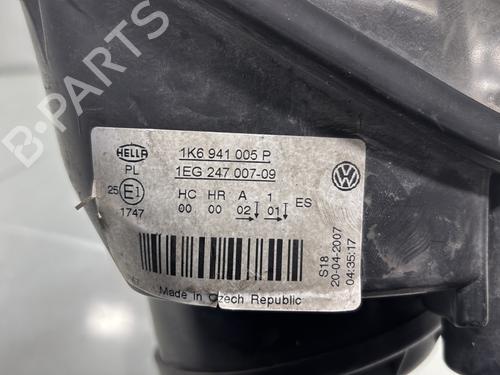 B-PARTS
HELLA
1K6 941 005 P
PL
1EG 247 007-09
25 E1
HC HR A 1 ES
00 00 02 01
1747
S18
20-04-2007
04:35:17
Made in Czech Republic